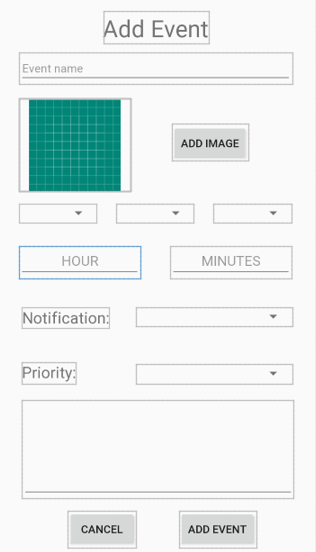 Add Event
Event name
ADD IMAGE
HOUR
MINUTES
Notification:
Priority:
CANCEL
ADD EVENT